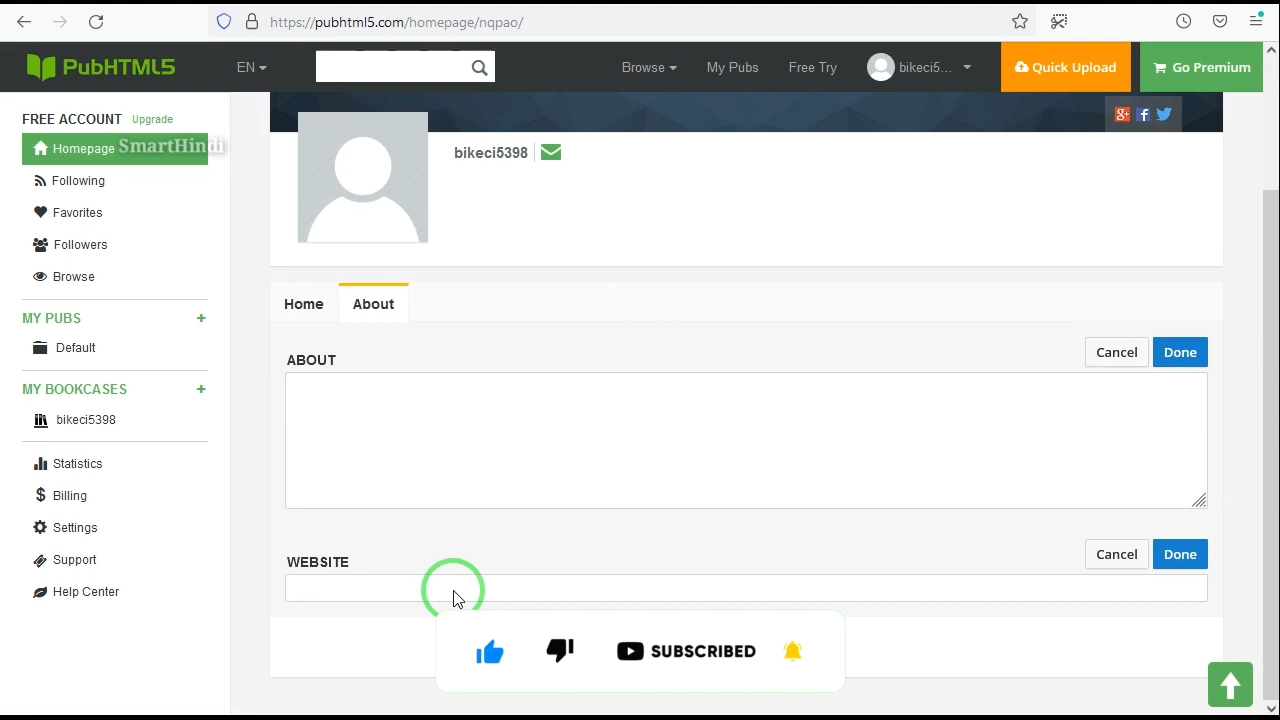 https://pubhtml5.com/homepage/nqpao/
PubHTML5
EN
Browse
My Pubs
Free Try
bikeci5...
Quick Upload
Go Premium
FREE ACCOUNT Upgrade
Homepage
SmartHindi
Following
Favorites
Followers
Browse
MY PUBS +
Default
MY BOOKCASES +
bikeci5398
Statistics
Billing
Settings
Support
Help Center
bikeci5398
Home About
ABOUT
Cancel Done
WEBSITE
Cancel Done
SUBSCRIBED